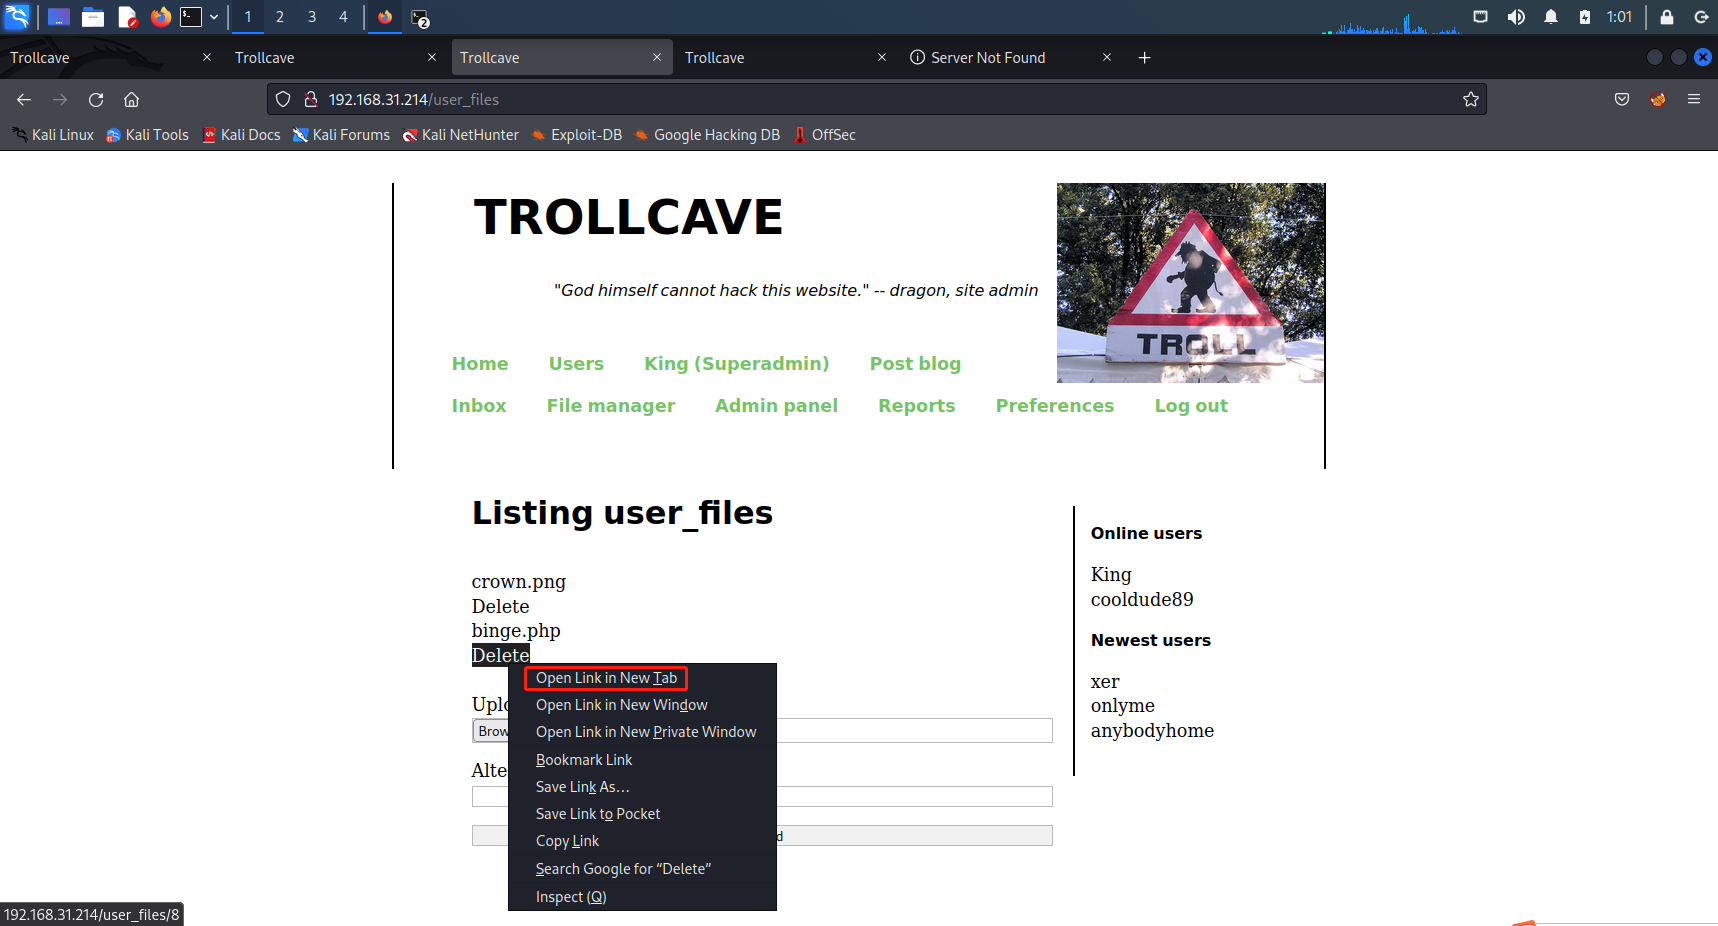 1 2 3 4 2 1:01
Trollcave Trollcave Trollcave Trollcave Server Not Found
192.168.31.214/user_files
Kali Linux Kali Tools Kali Docs Kali Forums Kali NetHunter Exploit-DB Google Hacking DB OffSec
TROLLCAVE
"God himself cannot hack this website." -- dragon, site admin
TROLL
Home Users King (Superadmin) Post blog
Inbox File manager Admin panel Reports Preferences Log out
Listing user_files
crown.png
Delete
binge.php
Delete
Open Link in New Tab
Open Link in New Window
Open Link in New Private Window
Bookmark Link
Save Link As...
Save Link to Pocket
Copy Link
Search Google for “Delete”
Inspect (Q)
Online users
King
cooldude89
Newest users
xer
onlyme
anybodyhome
192.168.31.214/user_files/8